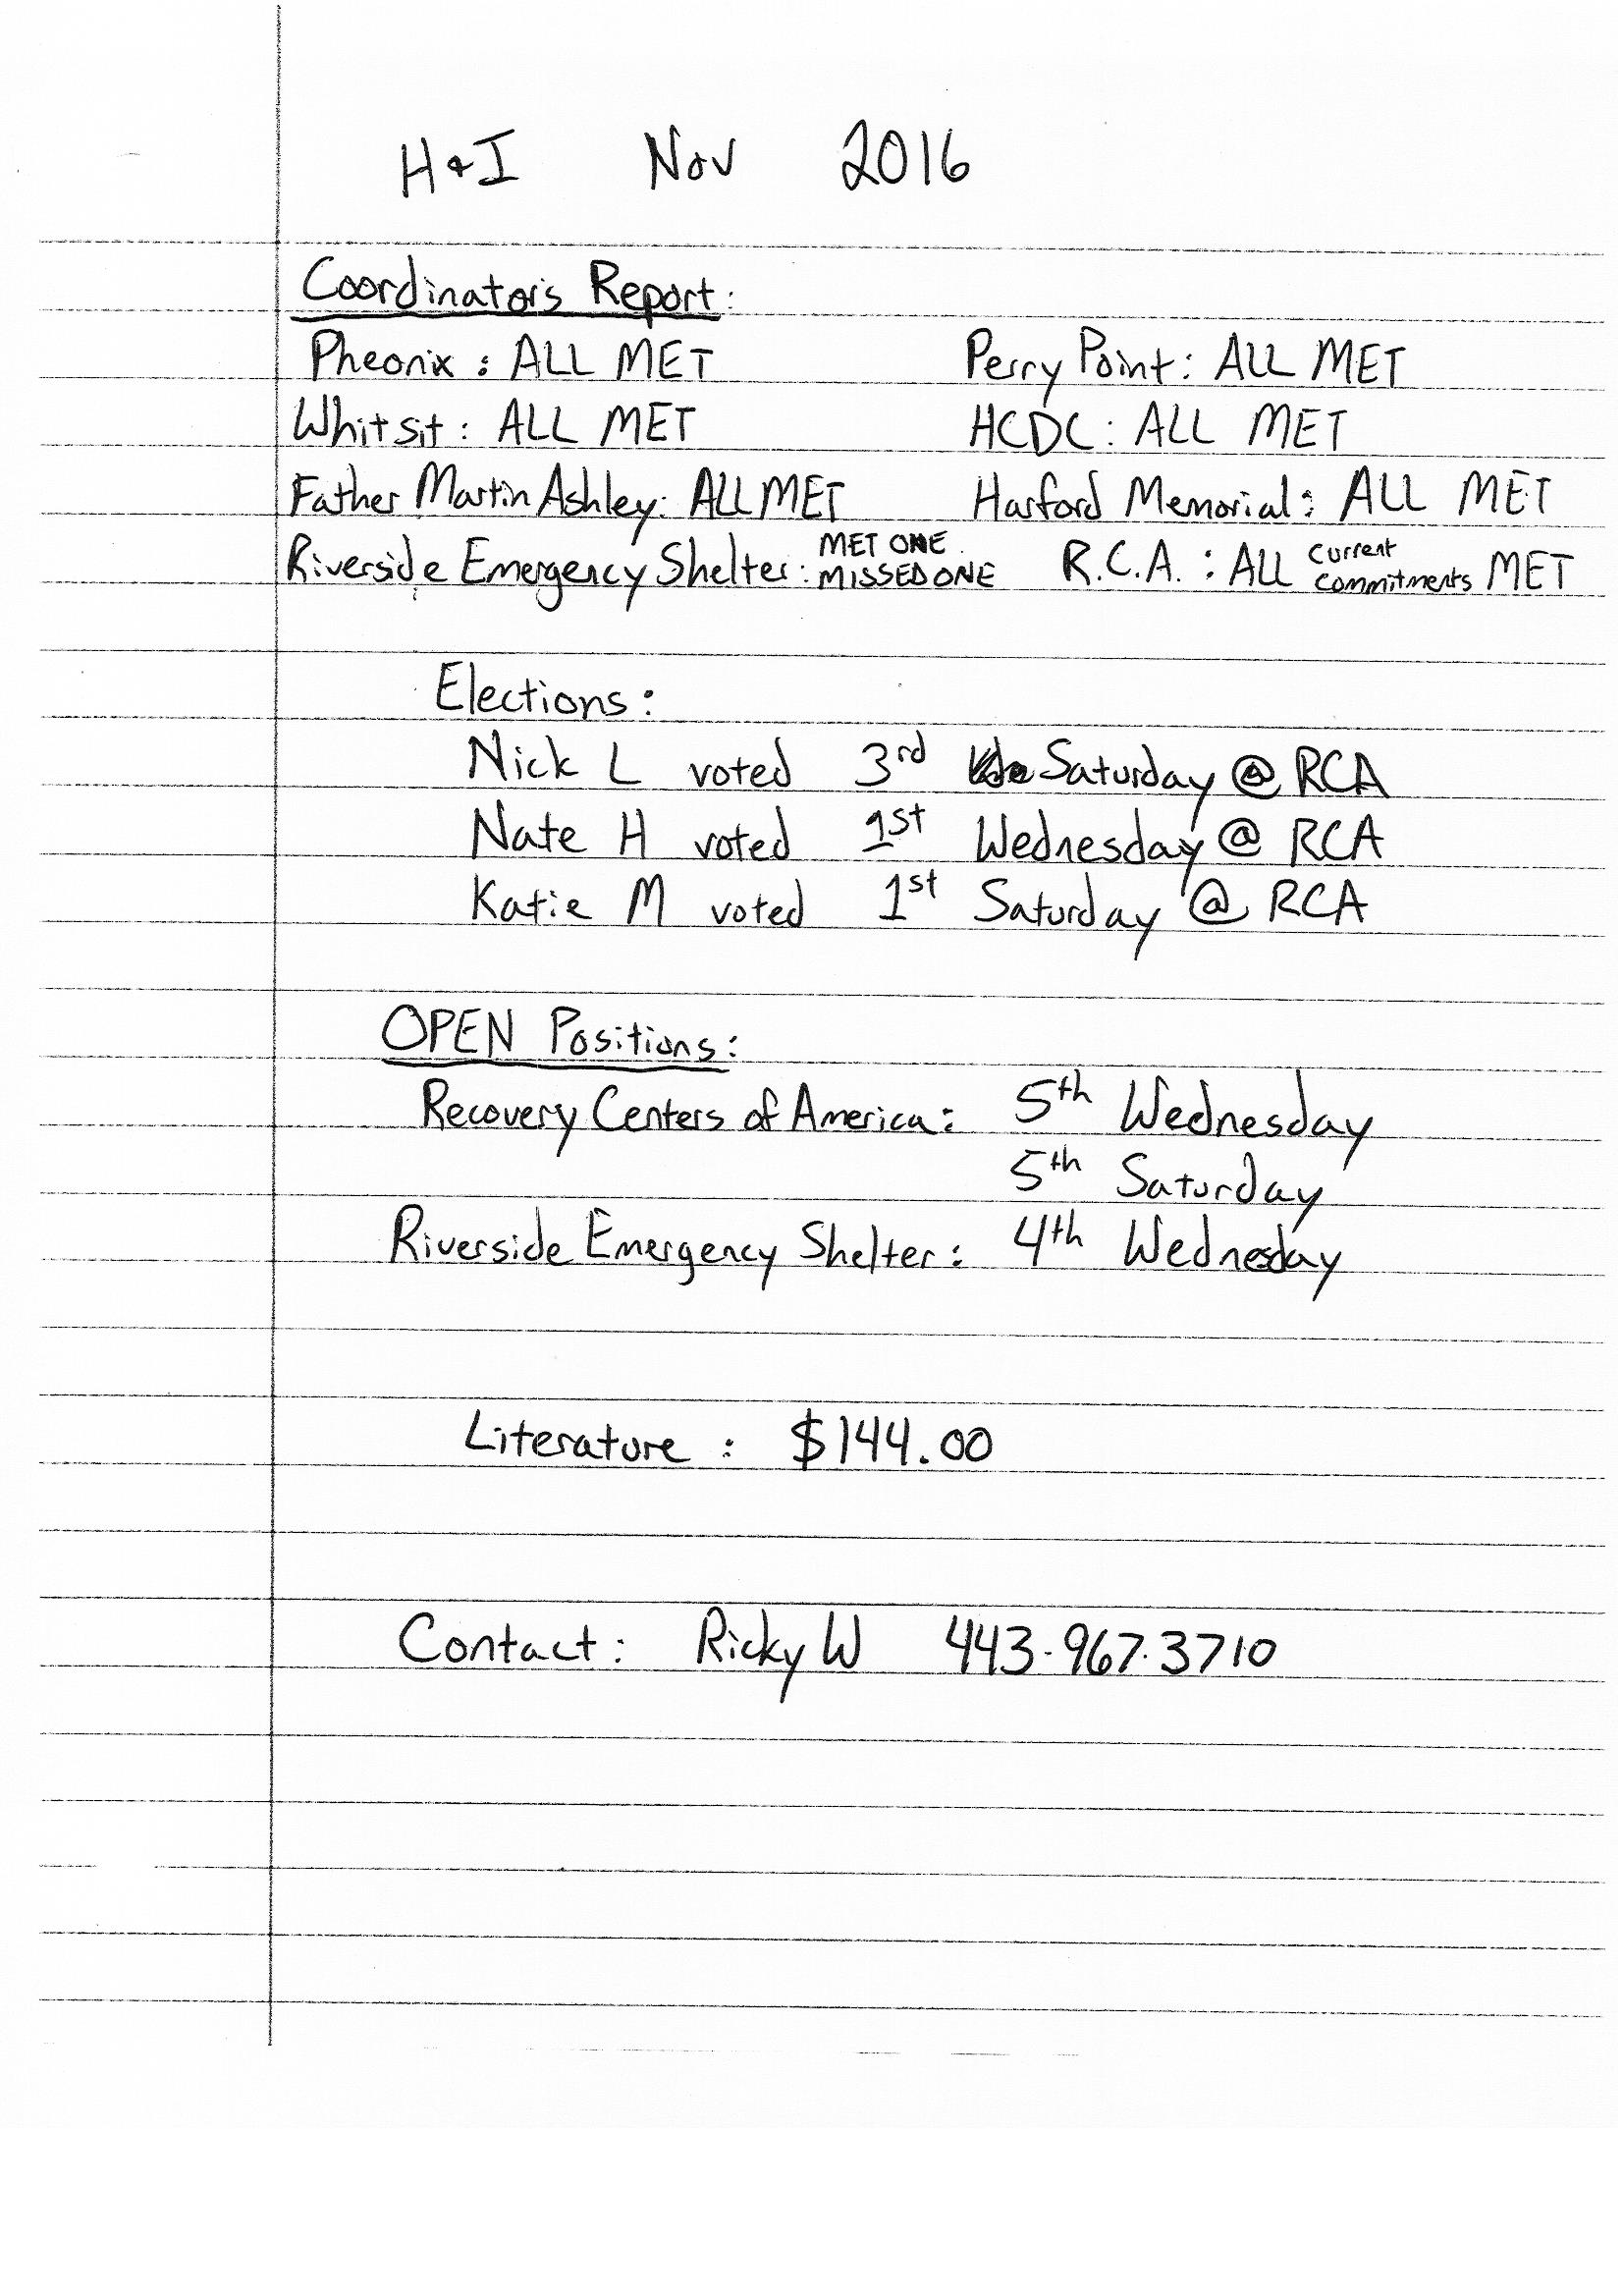 H & I Nov 2016
Coordinators Report:
Pheonix : ALL MET Perry Point: ALL MET
Whitsit: ALL MET HCDC: ALL MET
Father Martin Ashley: ALL MET Harford Memorial: ALL MET
Riverside Emergency Shelter: MET ONE MISSED ONE R.C.A. : ALL current commitments MET
Elections:
Nick L voted 3rd Saturday @ RCA
Nate H voted 1st Wednesday @ RCA
Katie M voted 1st Saturday @ RCA
OPEN Positions:
Recovery Centers of America: 5th Wednesday
5th Saturday
Riverside Emergency Shelter: 4th Wednesday
Literature : $144.00
Contact: Ricky W 443-967-3710